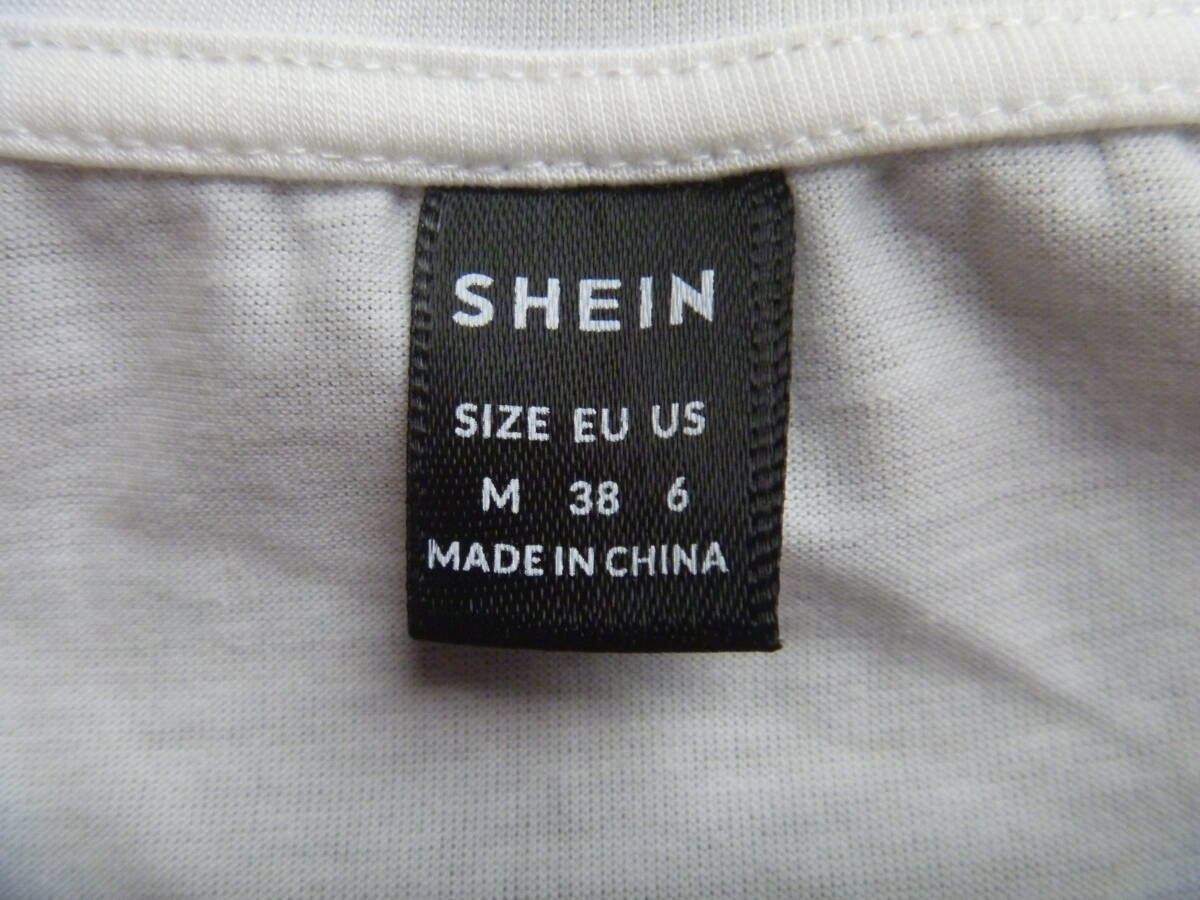 SHEIN
SIZE EU US
M 38 6
MADE IN CHINA